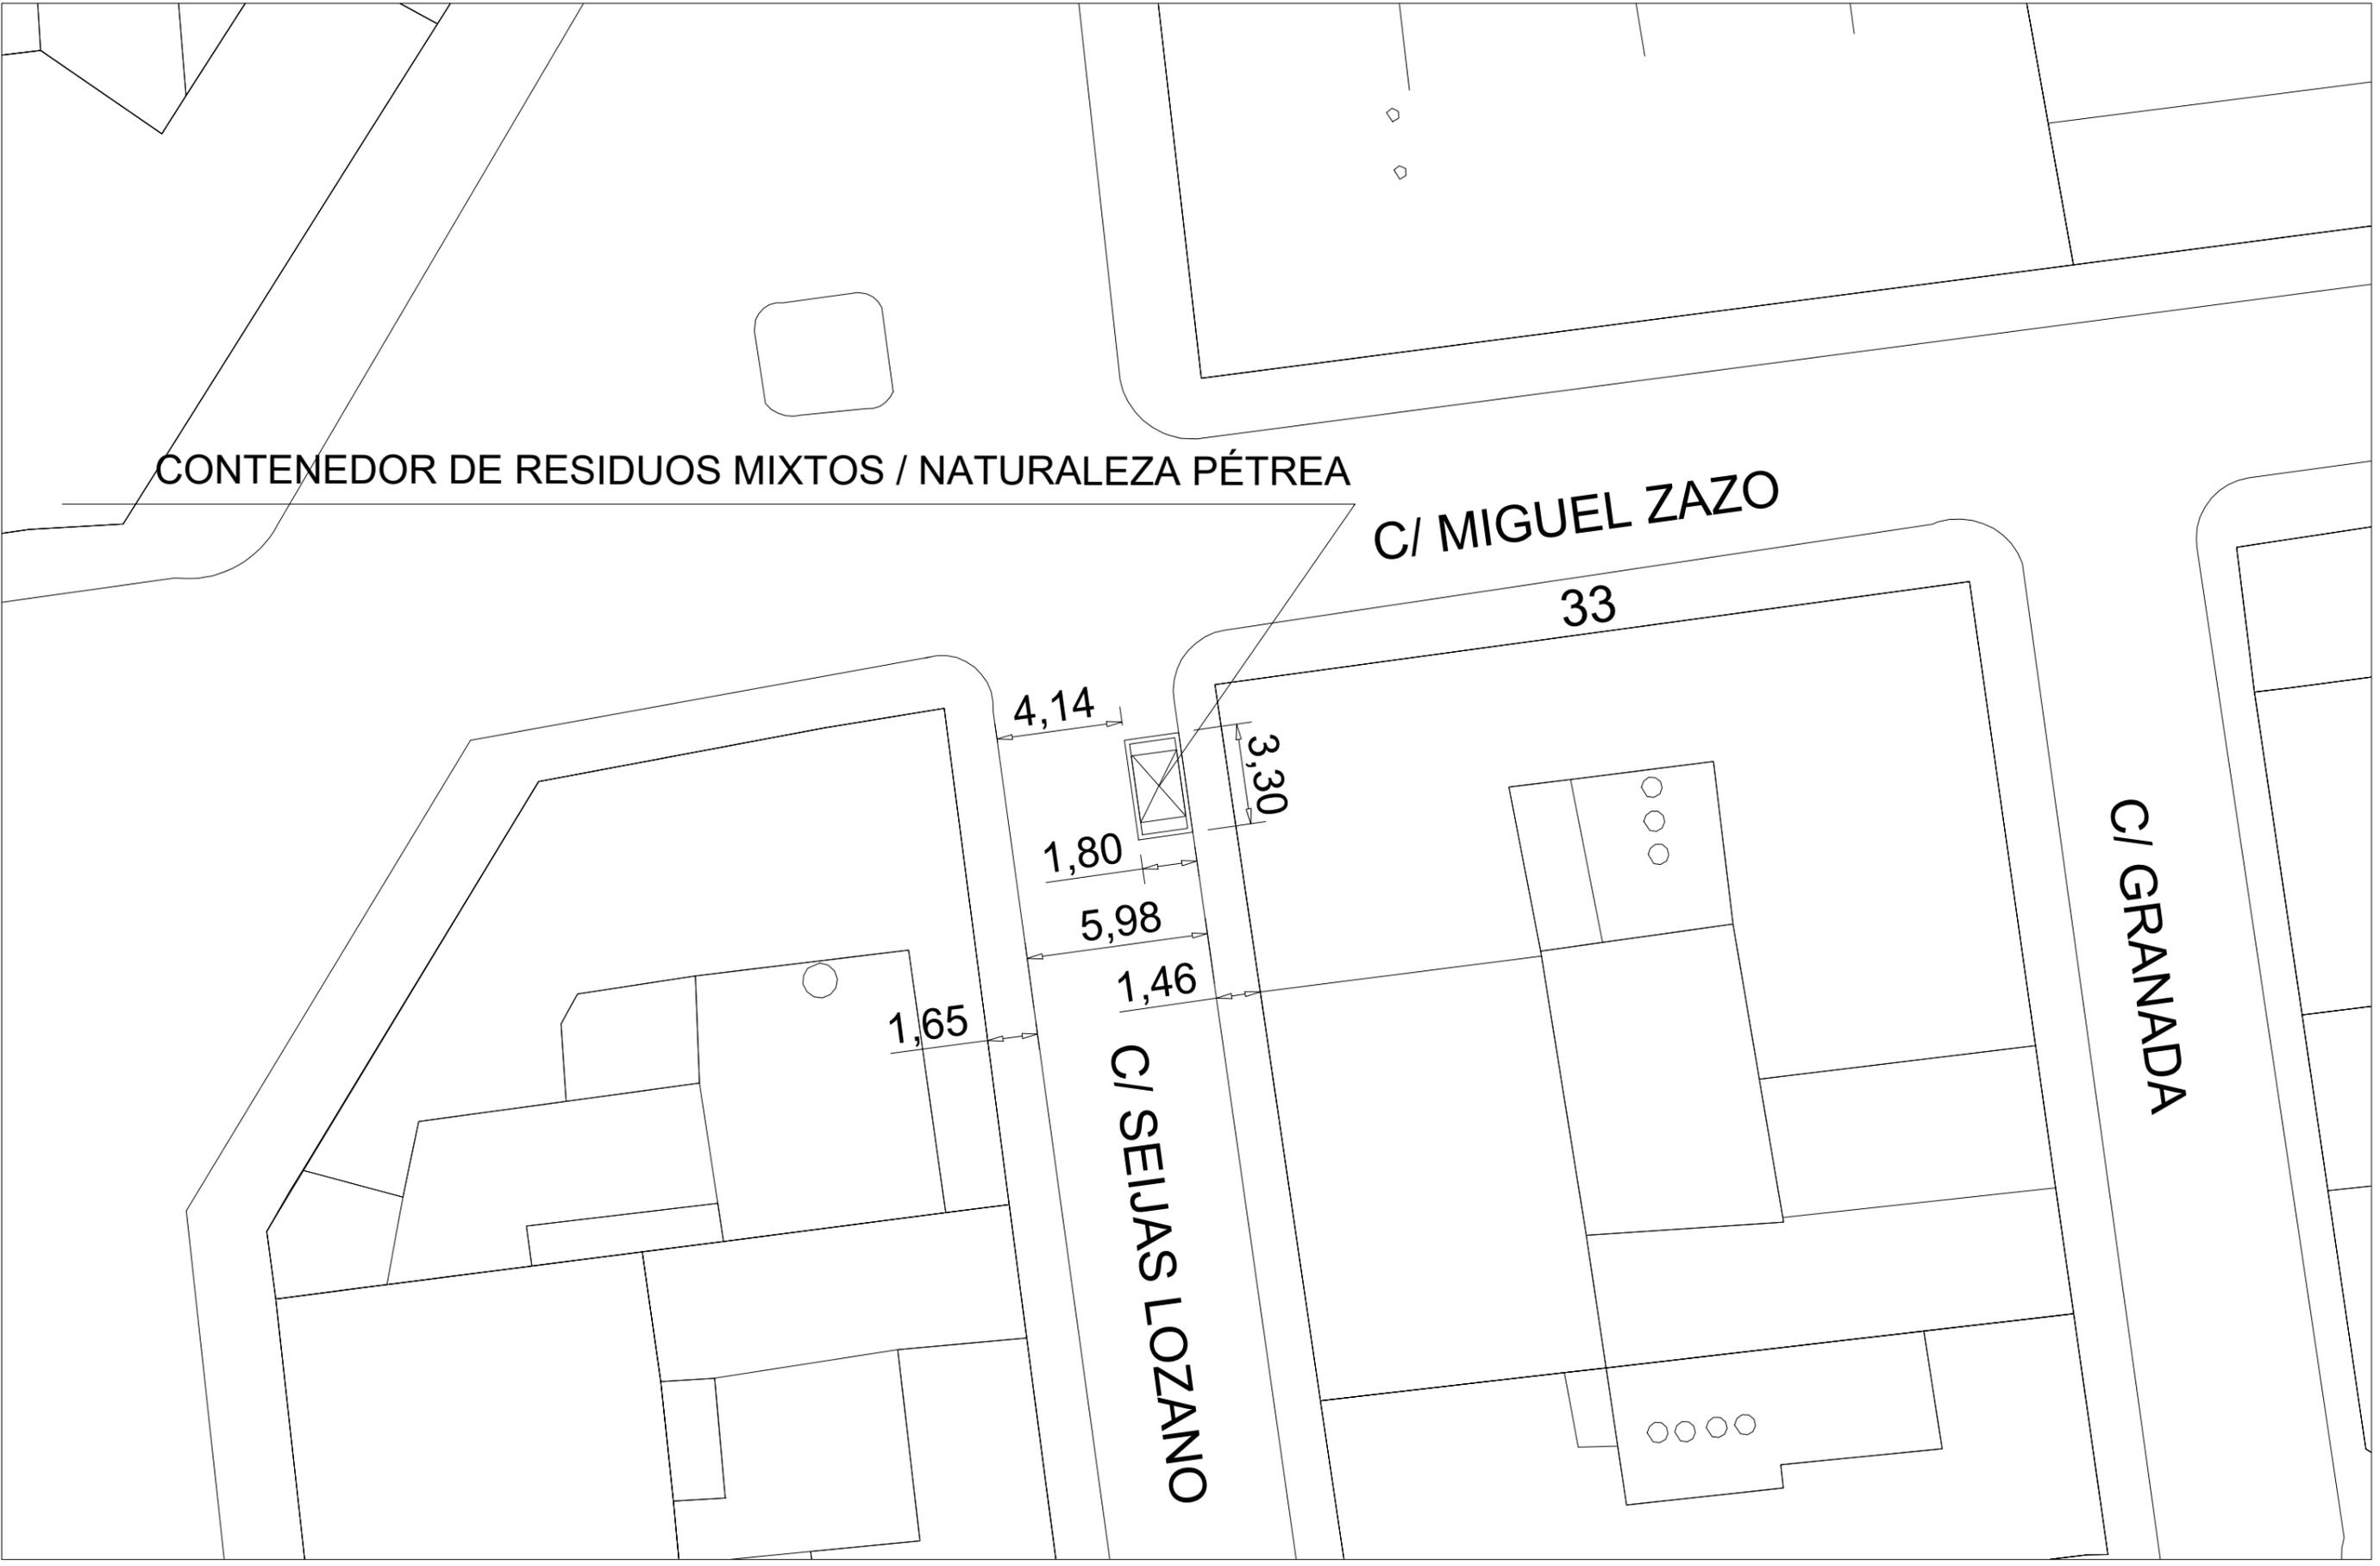 CONTENEDOR DE RESIDUOS MIXTOS / NATURALEZA PÉTREA
C/ MIGUEL ZAZO
33
4,14
3,30
1,80
5,98
1,46
1,65
C/ SEIJAS LOZANO
C/ GRANADA